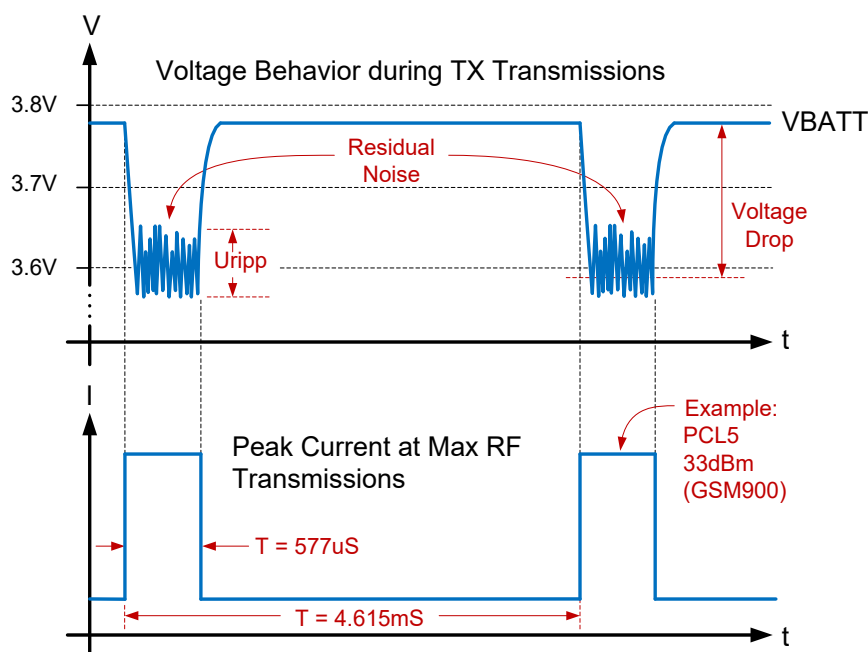 V
Voltage Behavior during TX Transmissions
3.8V
VBATT
Residual
Noise
3.7V
Voltage
Drop
Uripp
3.6V
t
I
Example:
PCL5
33dBm
(GSM900)
Peak Current at Max RF
Transmissions
T = 577uS
T = 4.615mS
t